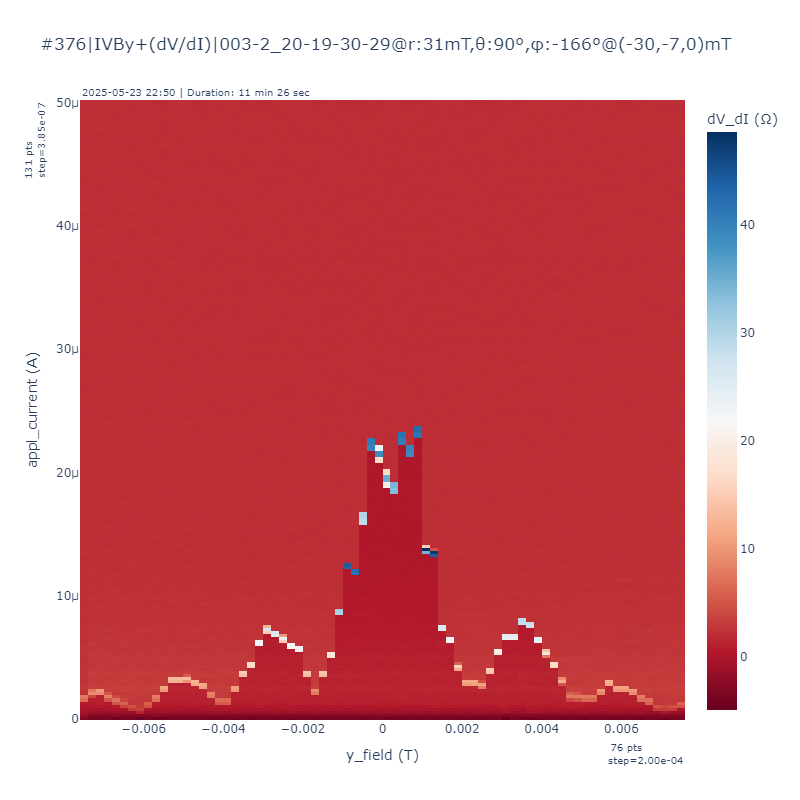 #376|IVBy+(dV/dI)|003-2_20-19-30-29@r:31mT,θ:90°,φ:-166°@(-30,-7,0)mT
2025-05-23 22:50 | Duration: 11 min 26 sec
131 pts
step=3.85e-07
dV_dI (Ω)
50μ
40μ
30μ
20μ
10μ
0
appl_current (A)
40
30
20
10
0
−0.006
−0.004
−0.002
0
0.002
0.004
0.006
y_field (T)
76 pts
step=2.00e-04